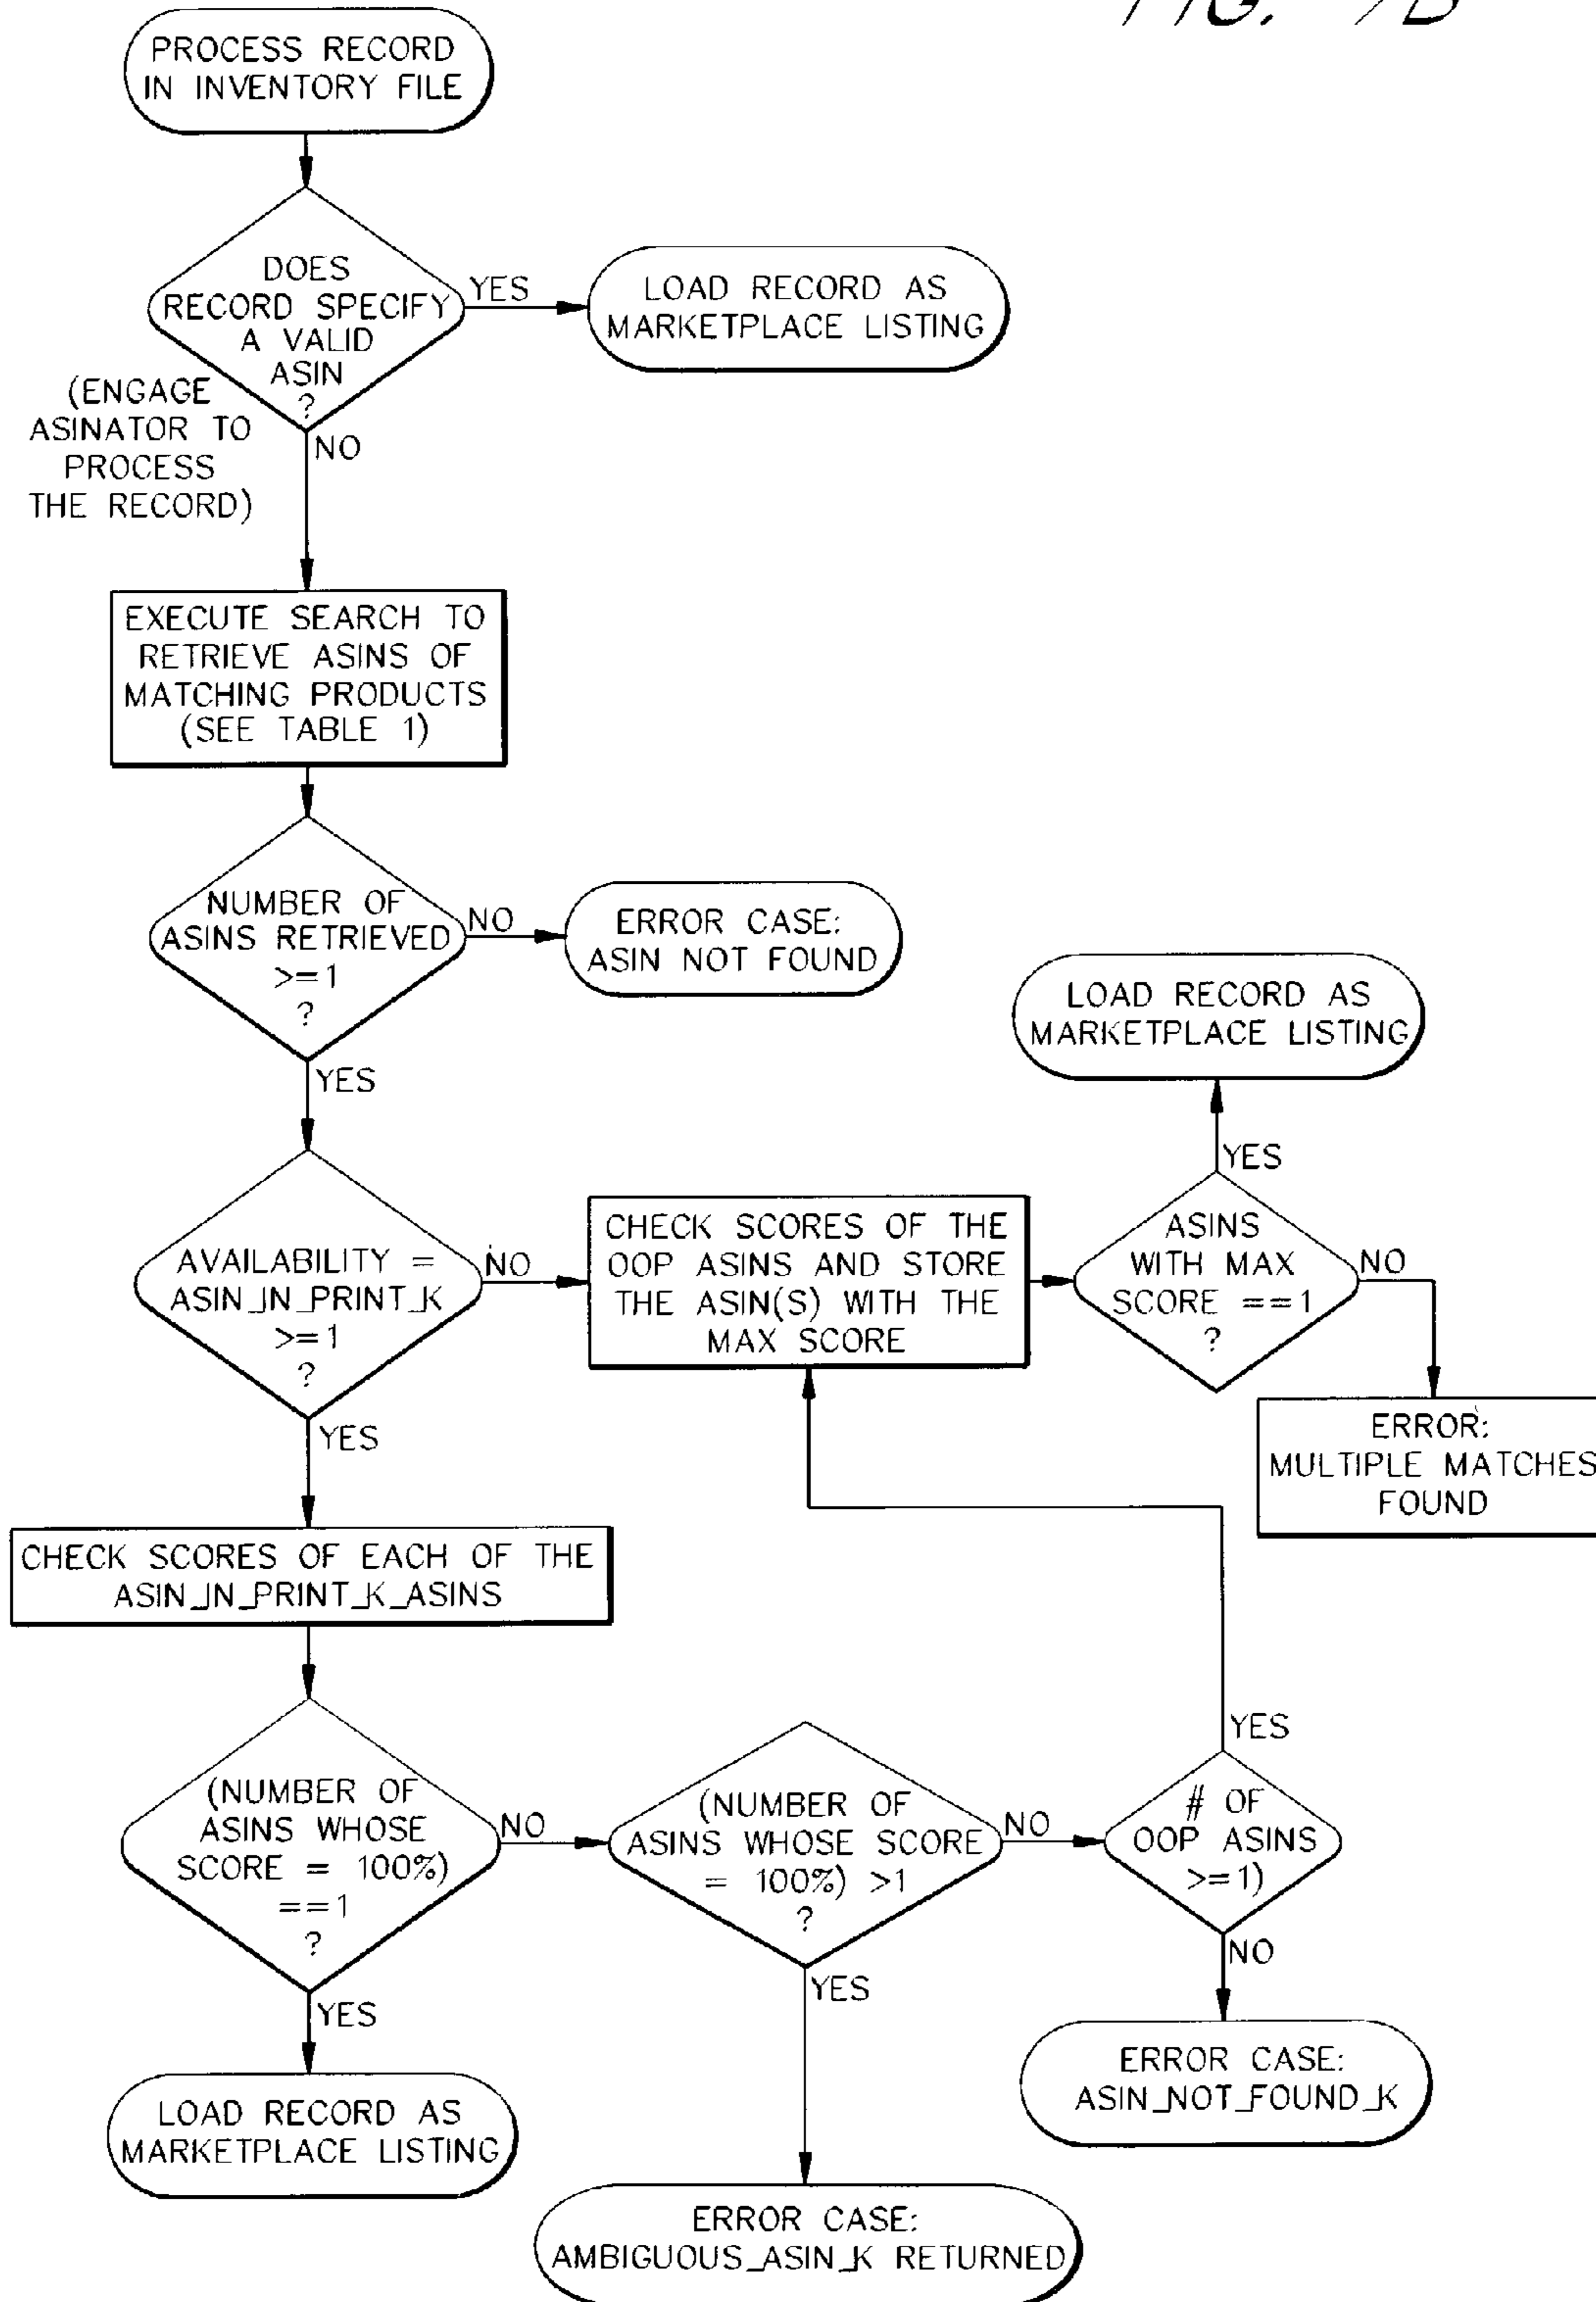 FIG. 7B
PROCESS RECORD
IN INVENTORY FILE
DOES
RECORD SPECIFY
A VALID
ASIN
?
YES
LOAD RECORD AS
MARKETPLACE LISTING
(ENGAGE
ASINATOR TO
PROCESS
THE RECORD)
NO
EXECUTE SEARCH TO
RETRIEVE ASINS OF
MATCHING PRODUCTS
(SEE TABLE 1)
NUMBER OF
ASINS RETRIEVED
>=1
?
NO
ERROR CASE:
ASIN NOT FOUND
YES
LOAD RECORD AS
MARKETPLACE LISTING
YES
AVAILABILITY =
ASIN_IN_PRINT_K
>=1
?
NO
CHECK SCORES OF THE
OOP ASINS AND STORE
THE ASIN(S) WITH THE
MAX SCORE
ASINS
WITH MAX
SCORE ==1
?
NO
ERROR:
MULTIPLE MATCHES
FOUND
YES
CHECK SCORES OF EACH OF THE
ASIN_IN_PRINT_K_ASINS
(NUMBER OF
ASINS WHOSE
SCORE = 100%)
==1
?
NO
(NUMBER OF
ASINS WHOSE SCORE
= 100%) >1
?
NO
YES
# OF
OOP ASINS
>=1)
NO
ERROR CASE:
ASIN_NOT_FOUND_K
YES
LOAD RECORD AS
MARKETPLACE LISTING
YES
ERROR CASE:
AMBIGUOUS_ASIN_K RETURNED